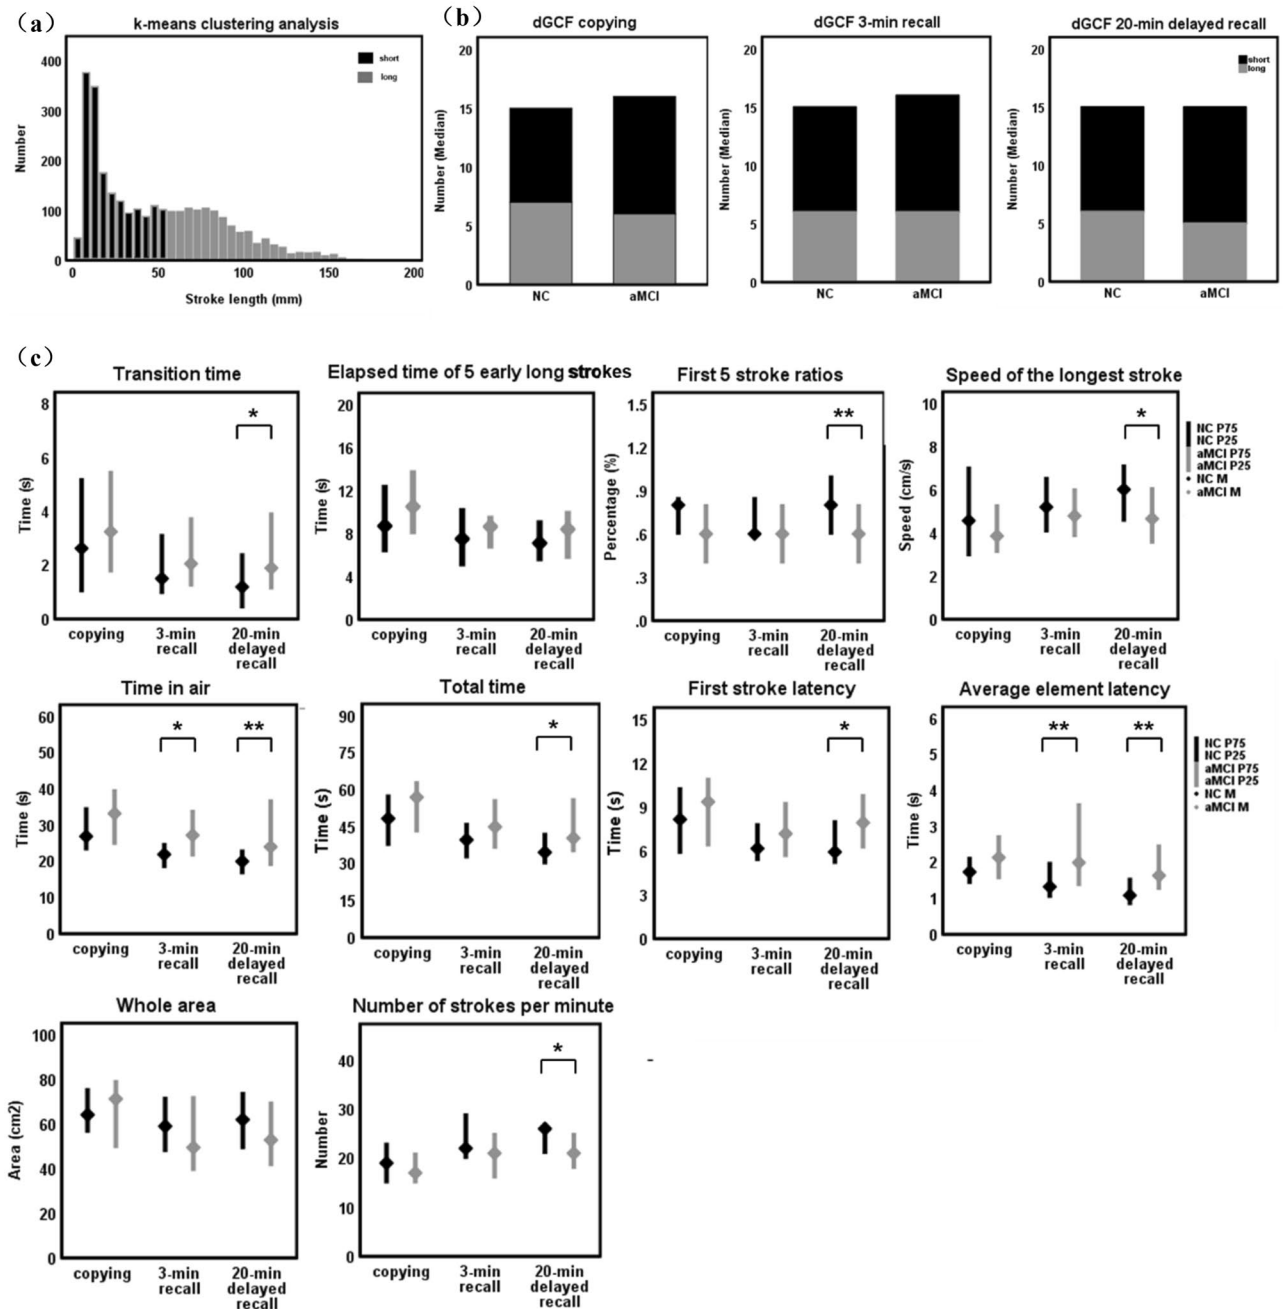 (a)
k-means clustering analysis
short
long
Number
400
300
200
100
0
0 50 100 150 200
Stroke length (mm)
(b)
dGCF copying
Number (Median)
20
15
10
5
0
NC aMCI
dGCF 3-min recall
Number (Median)
20
15
10
5
0
NC aMCI
dGCF 20-min delayed recall
short
long
Number (Median)
20
15
10
5
0
NC aMCI
(c)
Transition time
Time (s)
8
6
4
2
0
*
copying 3-min 20-min
recall delayed
recall
Elapsed time of 5 early long strokes
Time (s)
20
16
12
8
4
0
copying 3-min 20-min
recall delayed
recall
First 5 stroke ratios
Percentage (%)
1.5
1.2
.9
.6
.3
.0
**
copying 3-min 20-min
recall delayed
recall
Speed of the longest stroke
Speed (cm/s)
10
8
6
4
2
0
*
copying 3-min 20-min
recall delayed
recall
NC P75
NC P25
aMCI P75
aMCI P25
NC M
aMCI M
Time in air
Time (s)
60
50
40
30
20
10
0
* **
copying 3-min 20-min
recall delayed
recall
Total time
Time (s)
90
75
60
45
30
15
0
*
copying 3-min 20-min
recall delayed
recall
First stroke latency
Time (s)
15
12
9
6
3
0
*
copying 3-min 20-min
recall delayed
recall
Average element latency
Time (s)
6
5
4
3
2
1
0
** **
copying 3-min 20-min
recall delayed
recall
NC P75
NC P25
aMCI P75
aMCI P25
NC M
aMCI M
Whole area
Area (cm2)
100
80
60
40
20
0
copying 3-min 20-min
recall delayed
recall
Number of strokes per minute
Number
40
30
20
10
0
*
copying 3-min 20-min
recall delayed
recall